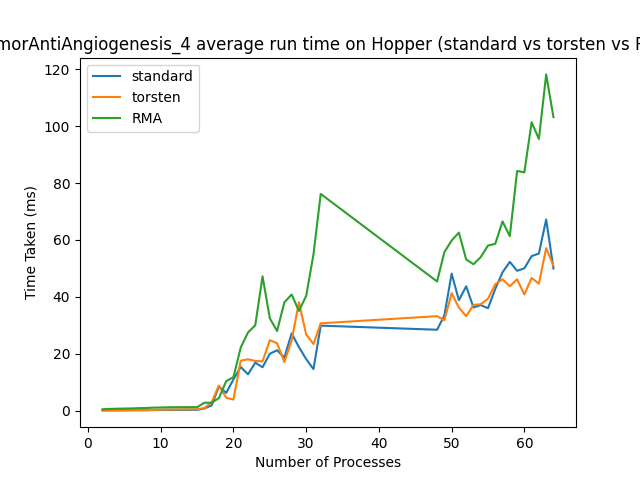 morAntiAngiogenesis_4 average run time on Hopper (standard vs torsten vs
standard
torsten
RMA
120
100
80
60
40
20
0
Time Taken (ms)
0 10 20 30 40 50 60
Number of Processes